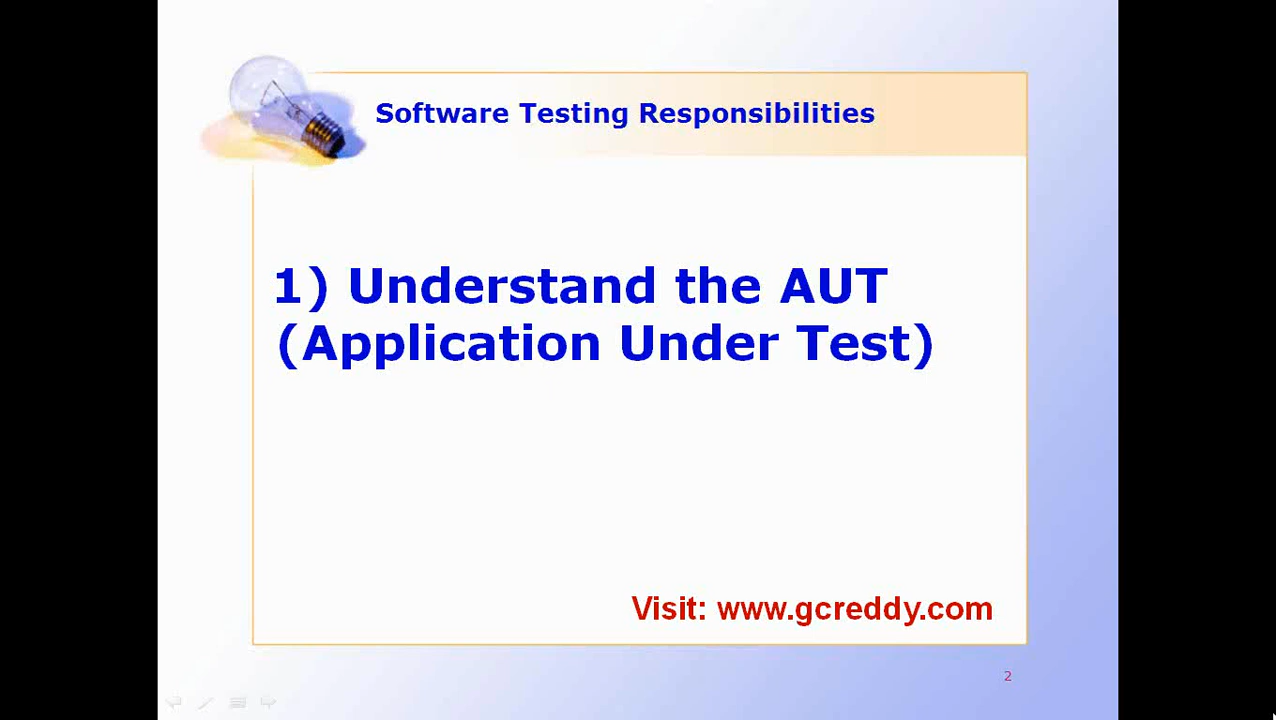 Software Testing Responsibilities
1) Understand the AUT
(Application Under Test)
Visit: www.gcreddy.com
2